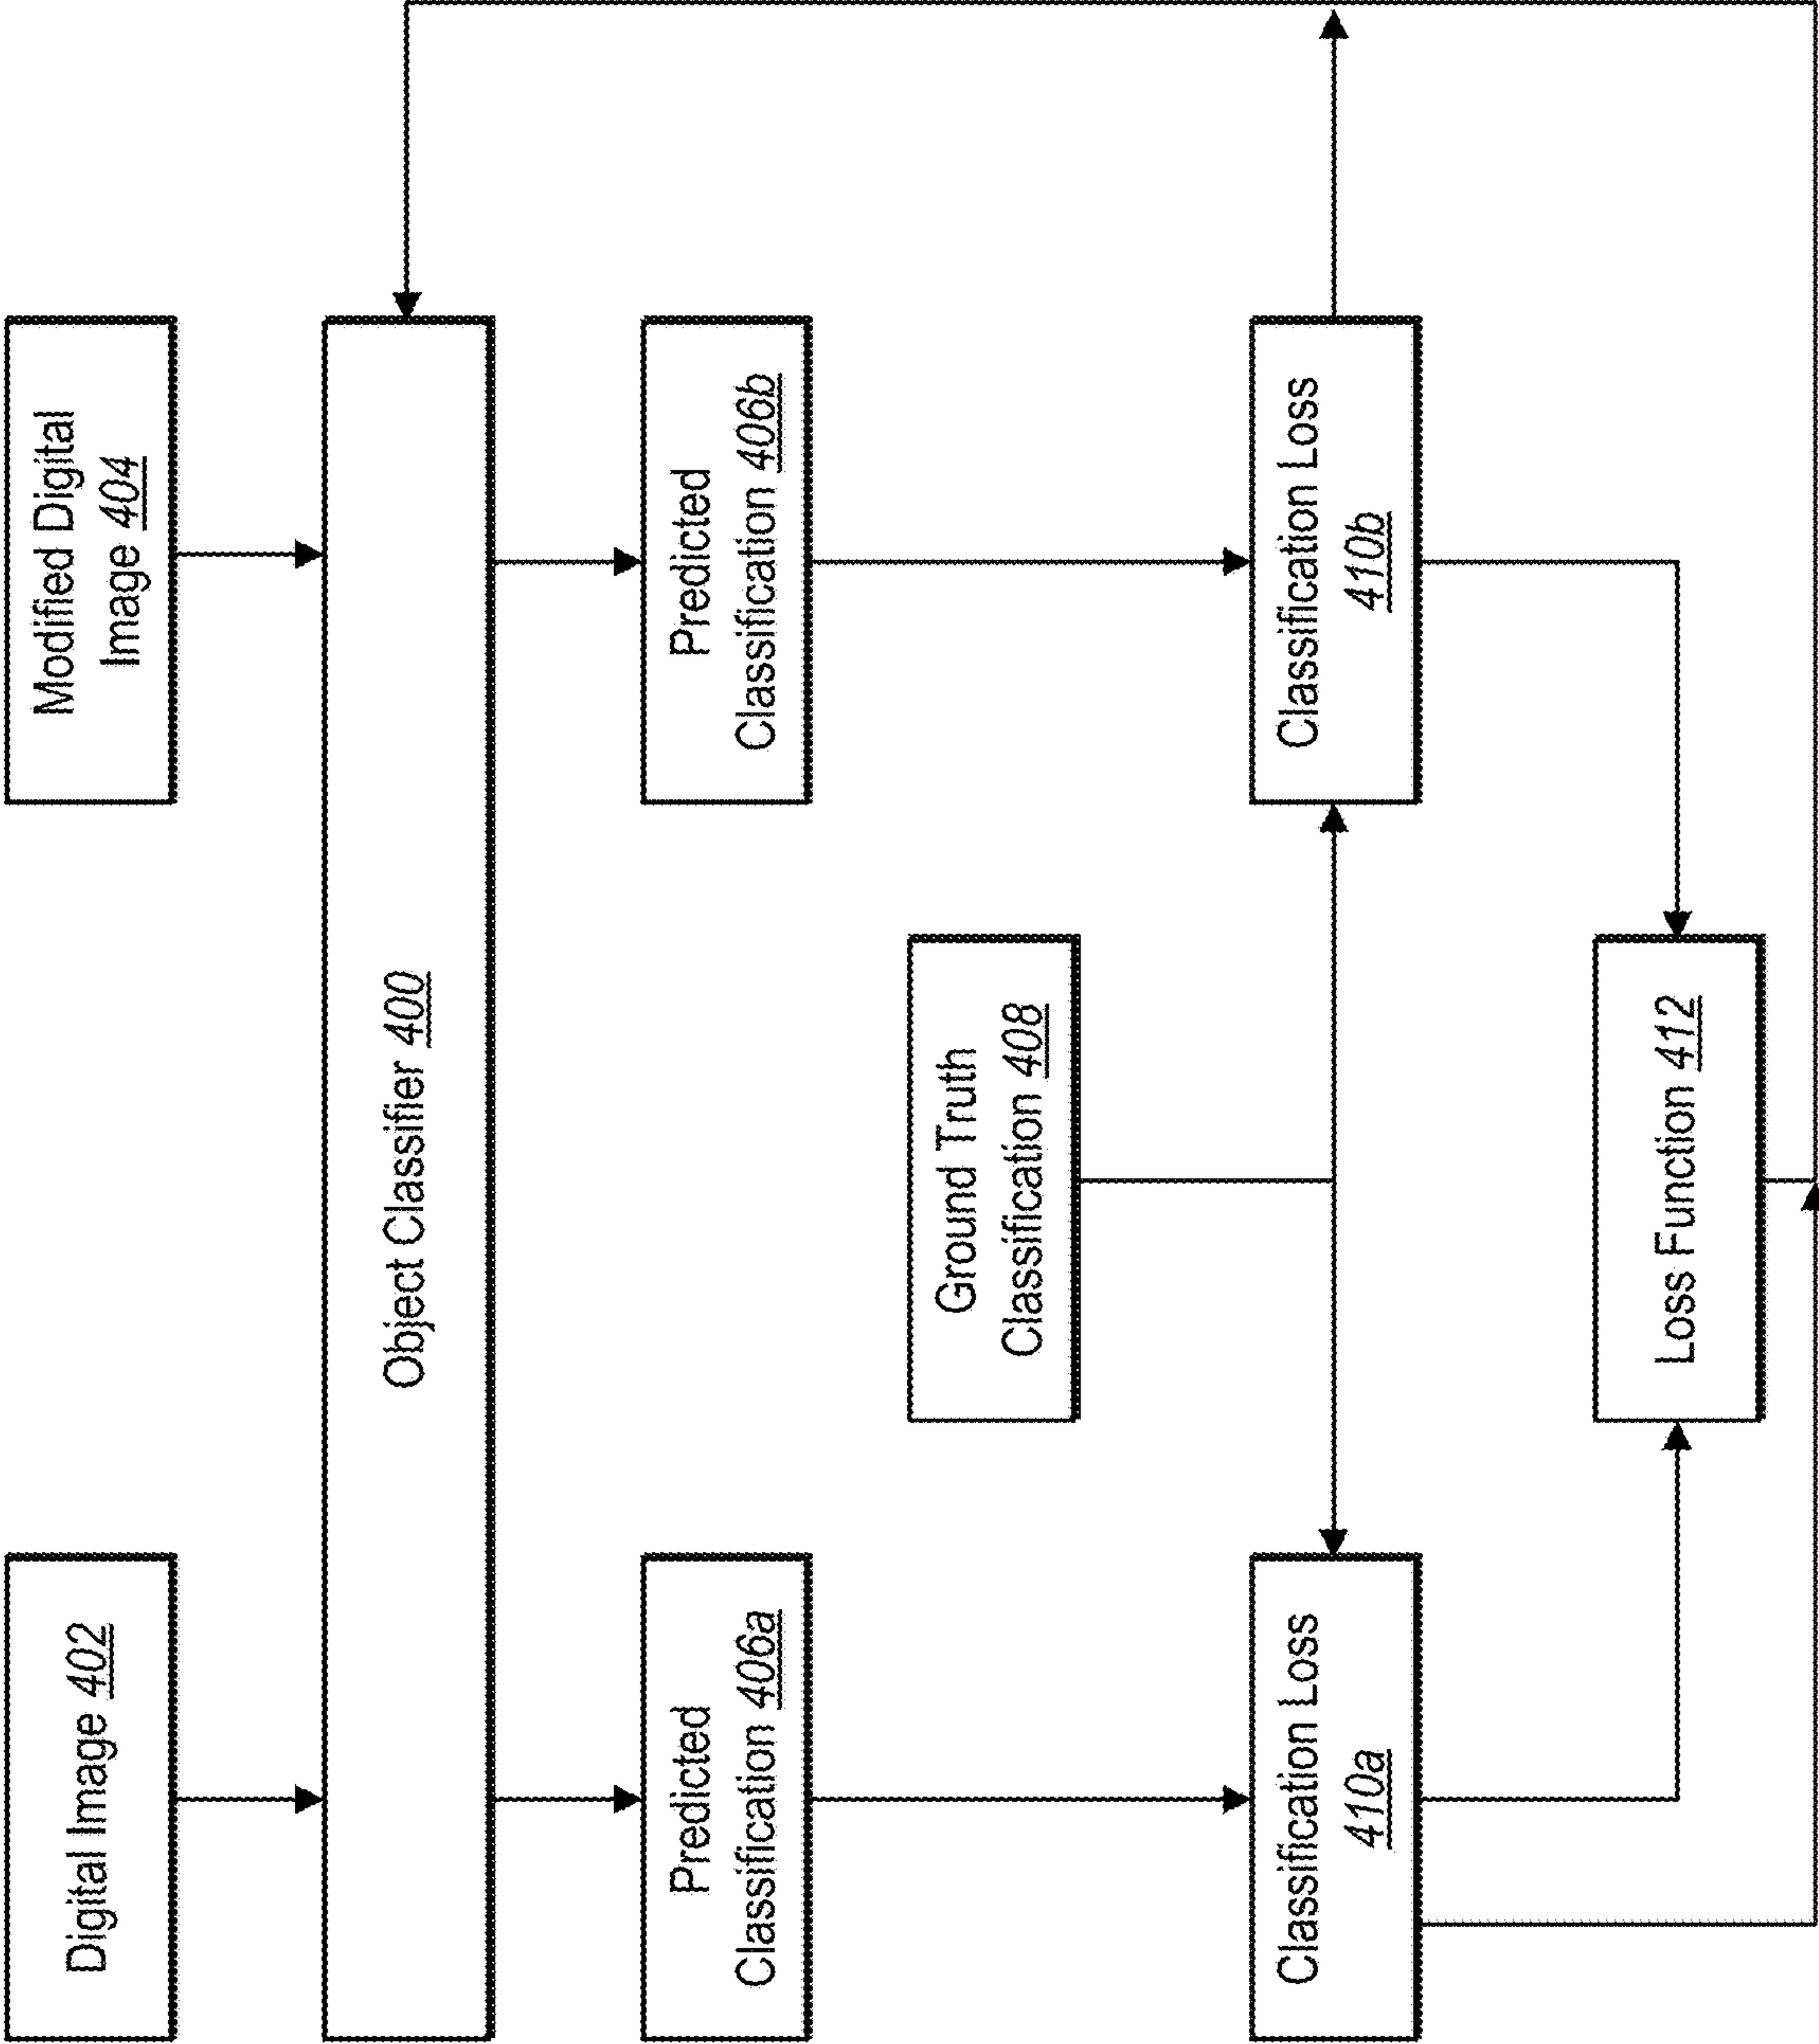 Digital Image 402
Modified Digital
Image 404
Object Classifier 400
Predicted
Classification 406a
Predicted
Classification 406b
Ground Truth
Classification 408
Classification Loss
410a
Classification Loss
410b
Loss Function 412